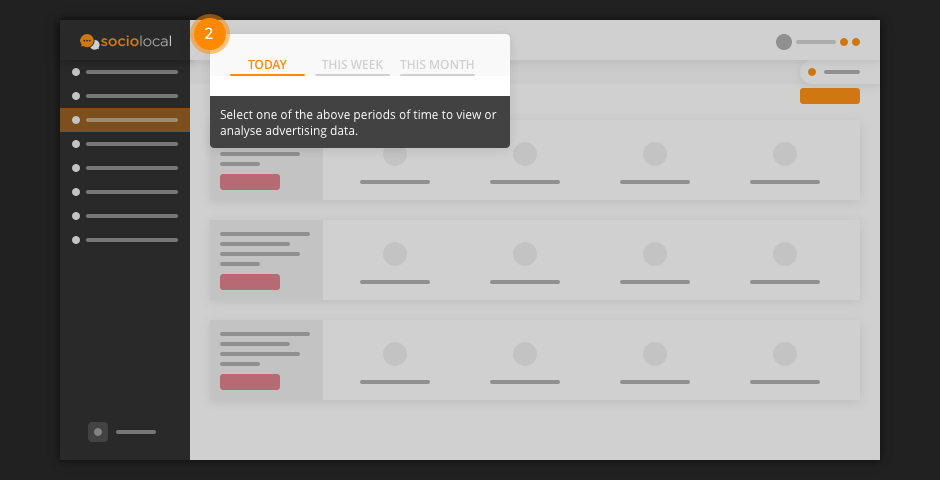 sociolocal
2
TODAY THIS WEEK THIS MONTH
Select one of the above periods of time to view or
analyse advertising data.